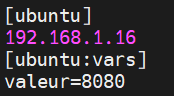 [ubuntu]
192.168.1.16
[ubuntu:vars]
valeur=8080